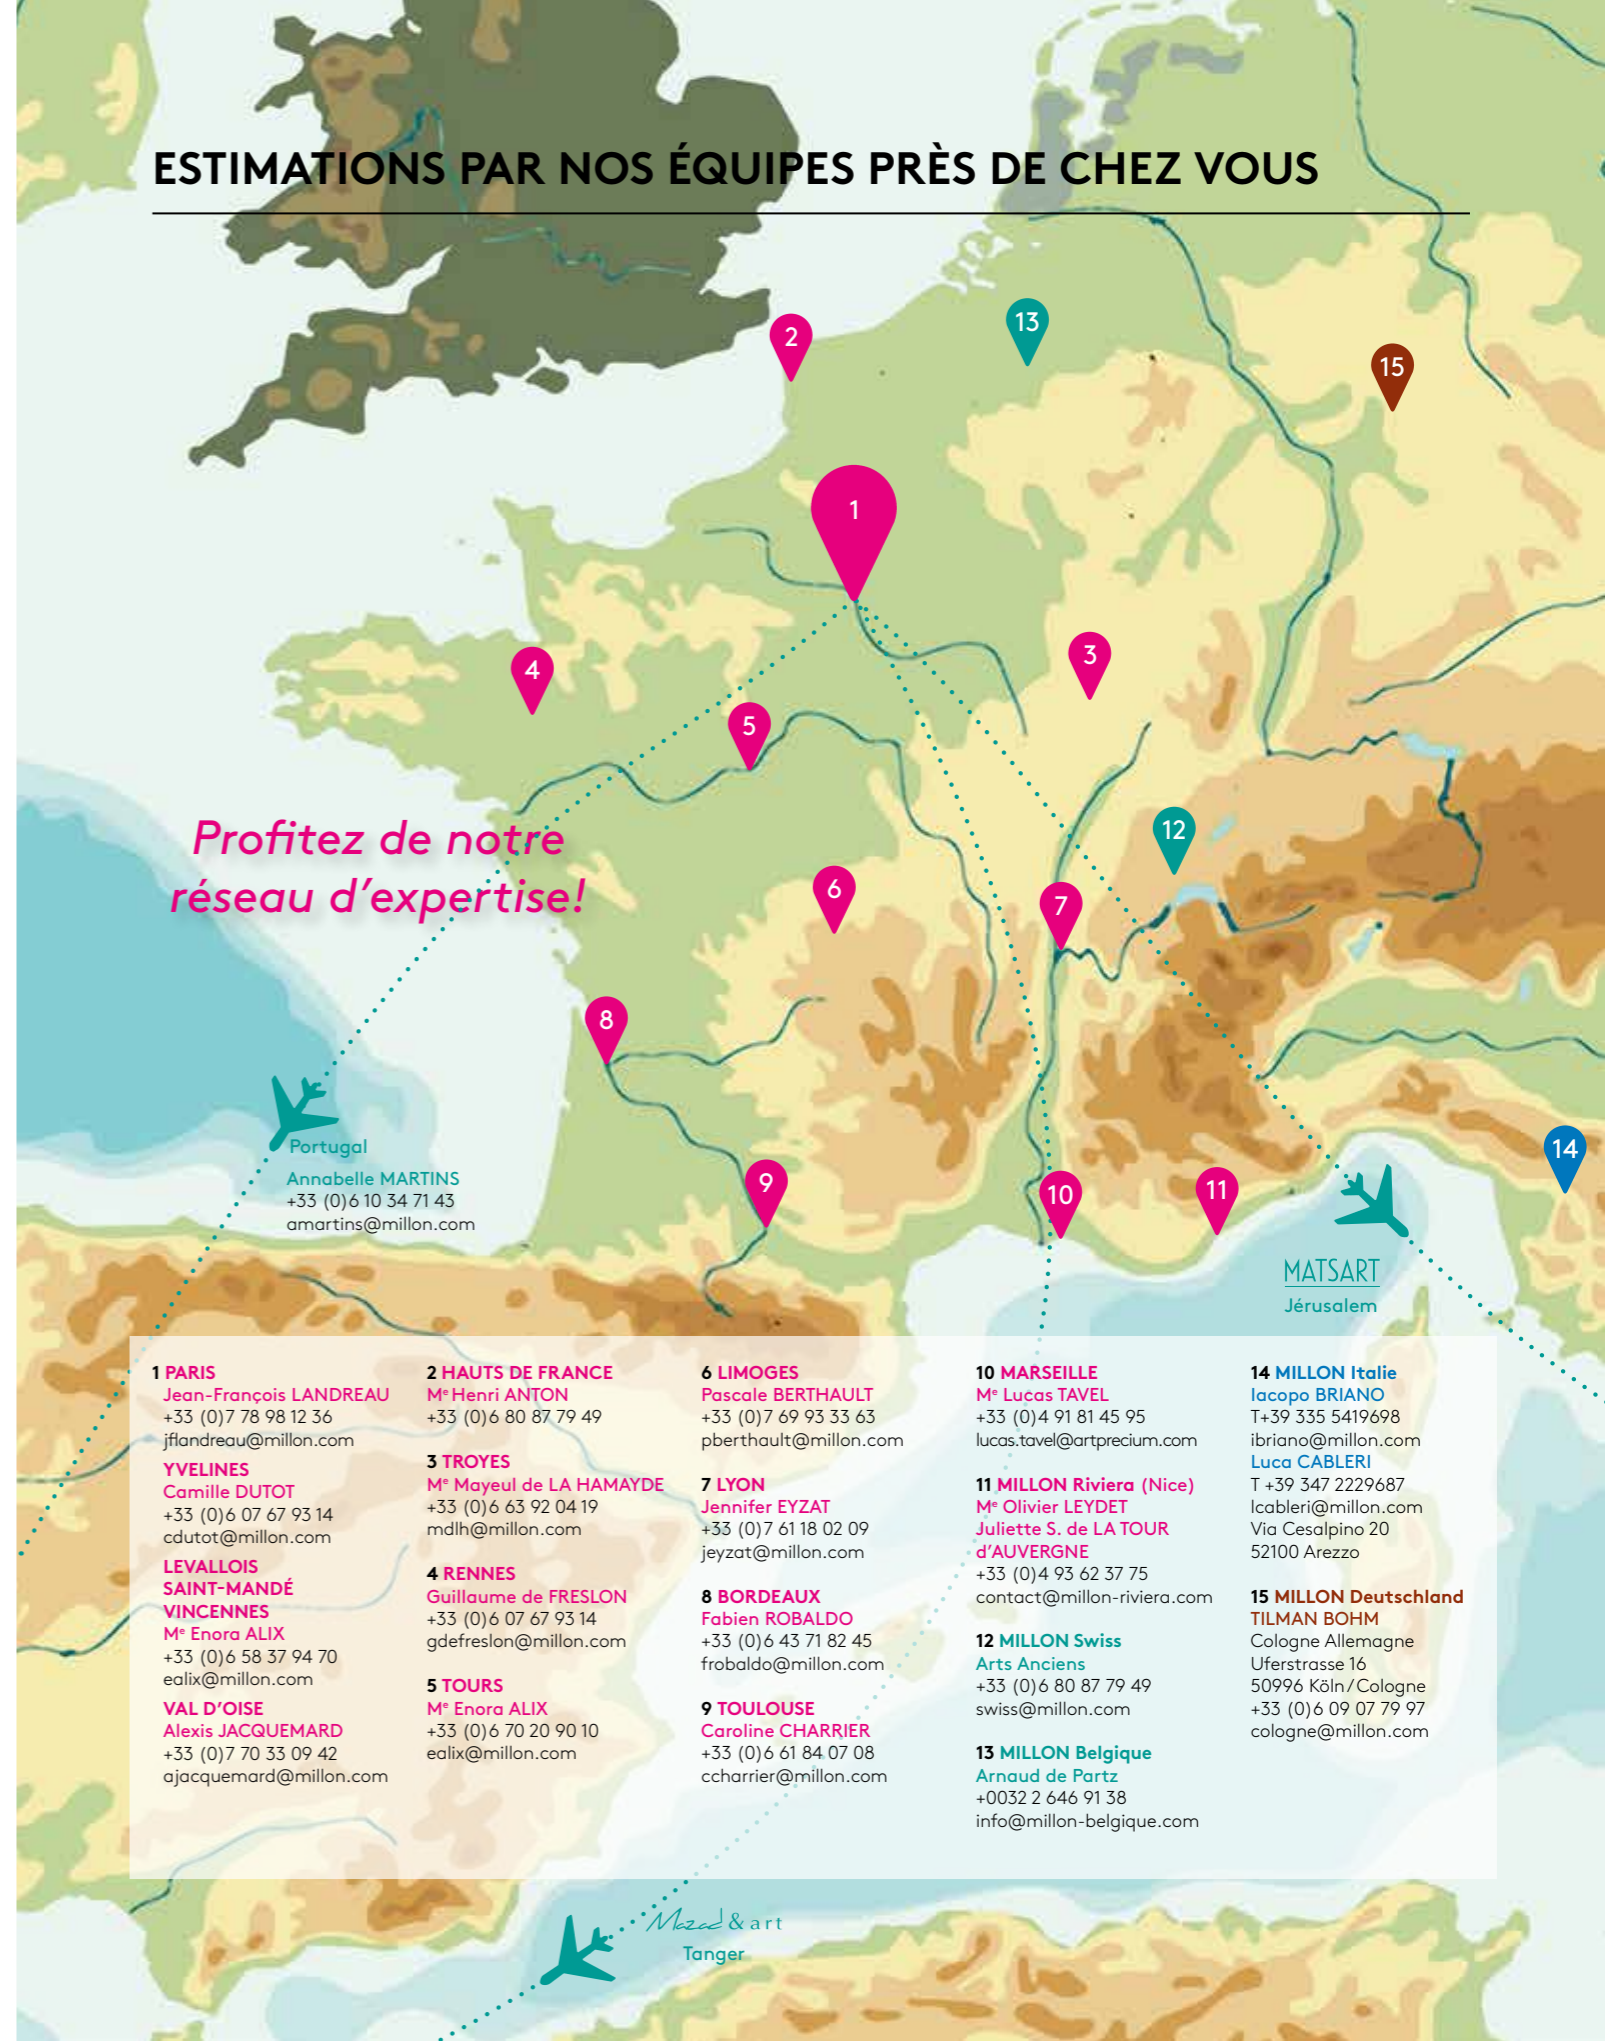 ESTIMATIONS PAR NOS ÉQUIPES PRÈS DE CHEZ VOUS
2
13
15
1
4
3
5
Profitez de notre
réseau d'expertise!
12
6
7
8
14
9
10
11
Portugal
Annabelle MARTINS
+33 (0)6 10 34 71 43
amartins@millon.com
MATSART
Jérusalem
1 PARIS
Jean-François LANDREAU
+33 (0)7 78 98 12 36
jflandreau@millon.com
YVELINES
Camille DUTOT
+33 (0)6 07 67 93 14
cdutot@millon.com
LEVALLOIS
SAINT-MANDÉ
VINCENNES
Me Enora ALIX
+33 (0)6 58 37 94 70
ealix@millon.com
VAL D'OISE
Alexis JACQUEMARD
+33 (0)7 70 33 09 42
ajacquemard@millon.com
2 HAUTS DE FRANCE
Me Henri ANTON
+33 (0)6 80 87 79 49
3 TROYES
Me Mayeul de LA HAMAYDE
+33 (0)6 63 92 04 19
mdlh@millon.com
4 RENNES
Guillaume de FRESLON
+33 (0)6 07 67 93 14
gdefreslon@millon.com
5 TOURS
Me Enora ALIX
+33 (0)6 70 20 90 10
ealix@millon.com
6 LIMOGES
Pascale BERTHAULT
+33 (0)7 69 93 33 63
pberthault@millon.com
7 LYON
Jennifer EYZAT
+33 (0)7 61 18 02 09
jeyzat@millon.com
8 BORDEAUX
Fabien ROBALDO
+33 (0)6 43 71 82 45
frobaldo@millon.com
9 TOULOUSE
Caroline CHARRIER
+33 (0)6 61 84 07 08
ccharrier@millon.com
10 MARSEILLE
Me Lucas TAVEL
+33 (0)4 91 81 45 95
lucas.tavel@artprecium.com
11 MILLON Riviera (Nice)
Me Olivier LEYDET
Juliette S. de LA TOUR
d'AUVERGNE
+33 (0)4 93 62 37 75
contact@millon-riviera.com
12 MILLON Swiss
Arts Anciens
+33 (0)6 80 87 79 49
swiss@millon.com
13 MILLON Belgique
Arnaud de Partz
+0032 2 646 91 38
info@millon-belgique.com
14 MILLON Italie
Iacopo BRIANO
T+39 335 5419698
ibriano@millon.com
Luca CABLERI
T +39 347 2229687
lcableri@millon.com
Via Cesalpino 20
52100 Arezzo
15 MILLON Deutschland
TILMAN BOHM
Cologne Allemagne
Uferstrasse 16
50996 Köln/Cologne
+33 (0)6 09 07 79 97
cologne@millon.com
Mazad & art
Tanger